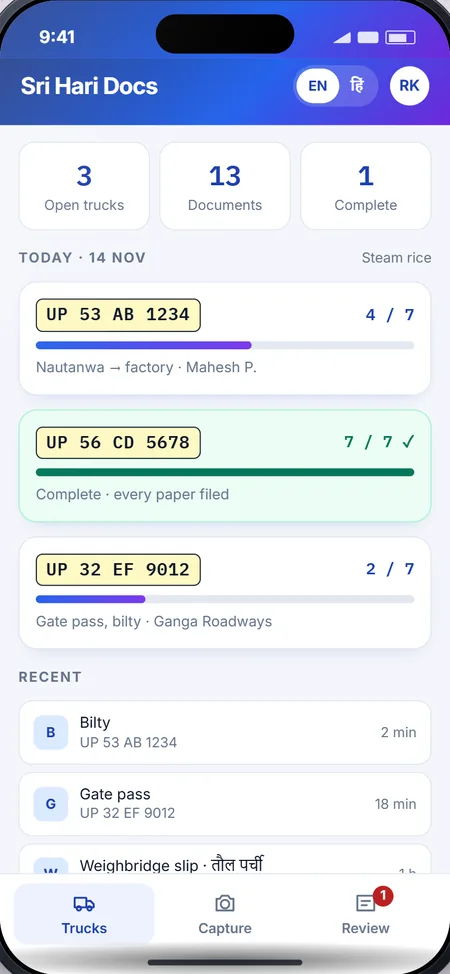 9:41
Sri Hari Docs
EN हिं RK
3 13 1
Open trucks Documents Complete
TODAY · 14 NOV Steam rice
UP 53 AB 1234 4 / 7
Nautanwa → factory · Mahesh P.
UP 56 CD 5678 7 / 7 ✓
Complete · every paper filed
UP 32 EF 9012 2 / 7
Gate pass, bilty · Ganga Roadways
RECENT
B Bilty 2 min
UP 53 AB 1234
G Gate pass 18 min
UP 32 EF 9012
Weighbridge slip · तौल पर्ची
1
Trucks Capture Review